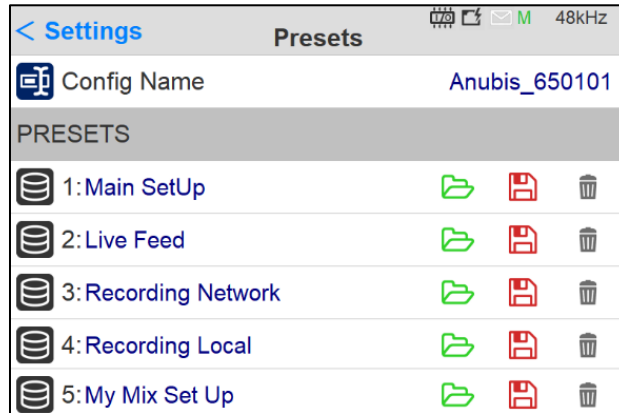 < Settings Presets M 48kHz
Config Name Anubis_650101
PRESETS
1: Main SetUp
2: Live Feed
3: Recording Network
4: Recording Local
5: My Mix Set Up